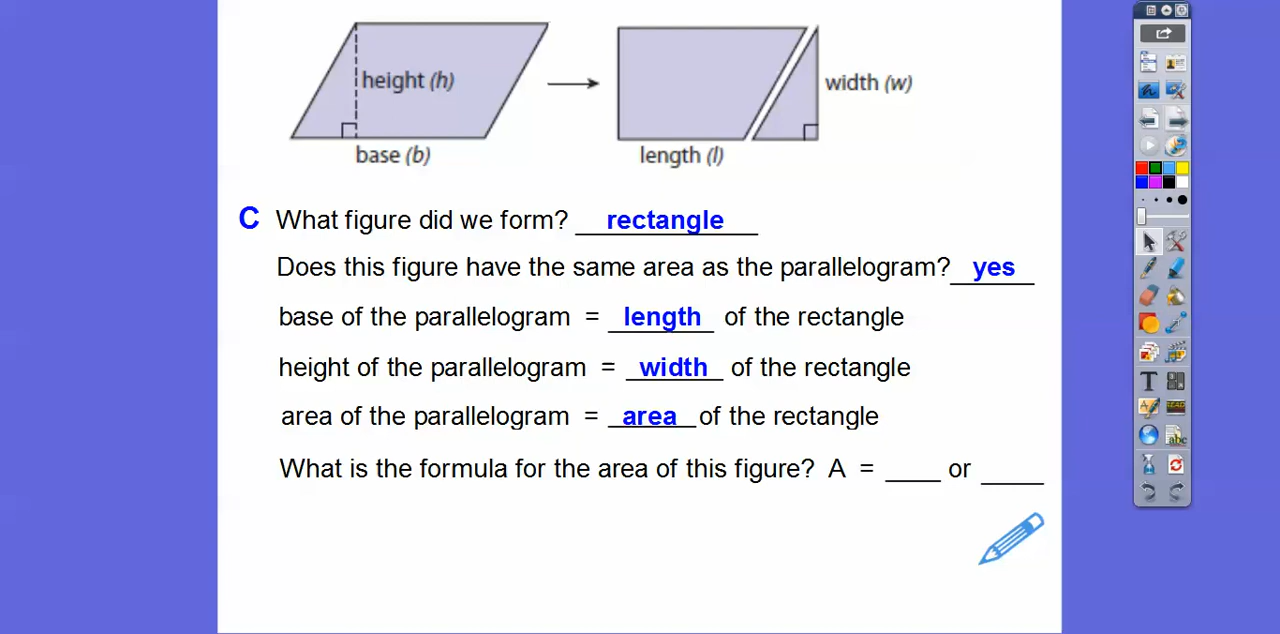 height (h)
width (w)
base (b)
length (l)
C What figure did we form? rectangle
Does this figure have the same area as the parallelogram? yes
base of the parallelogram = length of the rectangle
height of the parallelogram = width of the rectangle
area of the parallelogram = area of the rectangle
What is the formula for the area of this figure? A = ____ or ____